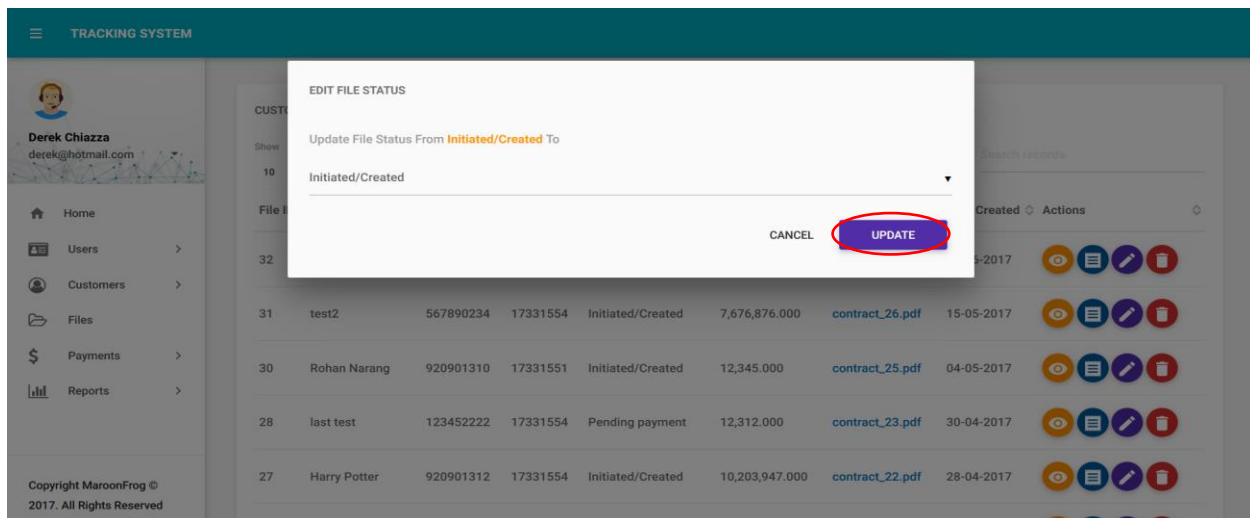 TRACKING SYSTEM
Derek Chiazza
derek@hotmail.com
Home
Users
Customers
Files
Payments
Reports
Copyright MaroonFrog ©
2017. All Rights Reserved
EDIT FILE STATUS
Update File Status From Initiated/Created To
Initiated/Created
CANCEL UPDATE
CUSTO
Show
10
Search records
File I Created Actions
32 5-2017
31 test2 567890234 17331554 Initiated/Created 7,676,876.000 contract_26.pdf 15-05-2017
30 Rohan Narang 920901310 17331551 Initiated/Created 12,345.000 contract_25.pdf 04-05-2017
28 last test 123452222 17331554 Pending payment 12,312.000 contract_23.pdf 30-04-2017
27 Harry Potter 920901312 17331554 Initiated/Created 10,203,947.000 contract_22.pdf 28-04-2017